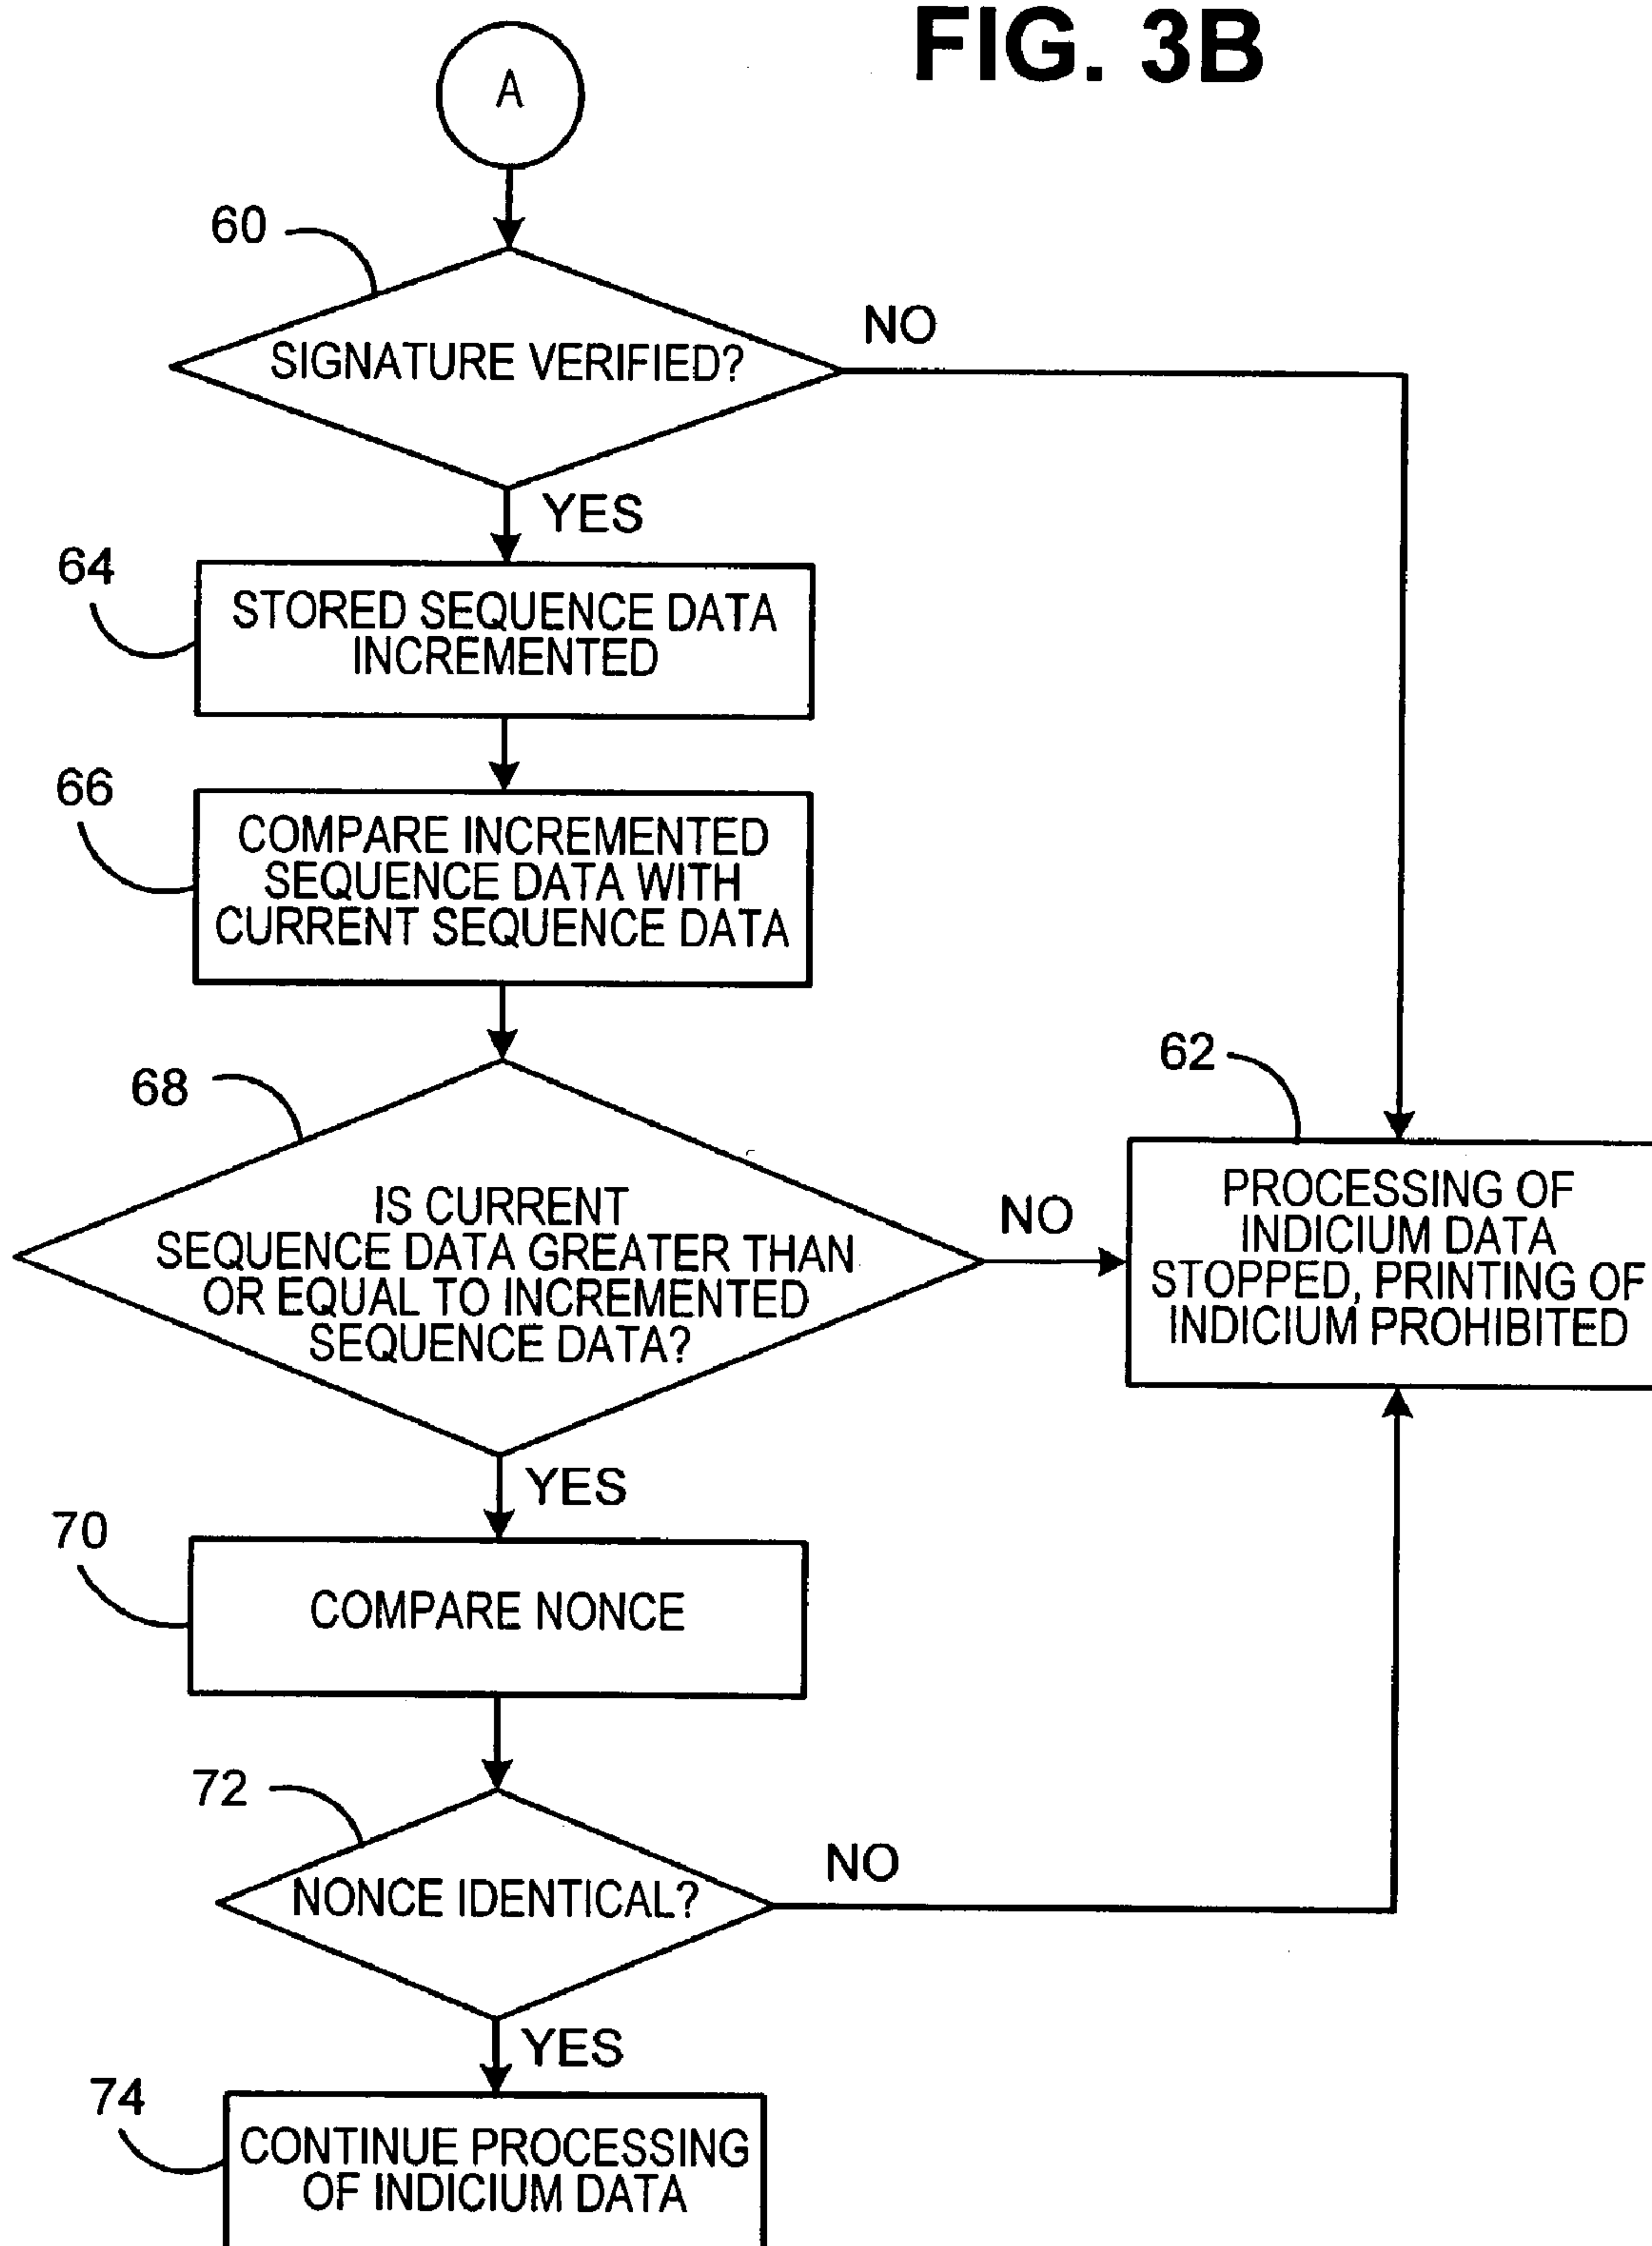 FIG. 3B
A
60
SIGNATURE VERIFIED?
NO
YES
64
STORED SEQUENCE DATA
INCREMENTED
66
COMPARE INCREMENTED
SEQUENCE DATA WITH
CURRENT SEQUENCE DATA
68
IS CURRENT
SEQUENCE DATA GREATER THAN
OR EQUAL TO INCREMENTED
SEQUENCE DATA?
NO
62
PROCESSING OF
INDICIUM DATA
STOPPED, PRINTING OF
INDICIUM PROHIBITED
YES
70
COMPARE NONCE
72
NONCE IDENTICAL?
NO
YES
74
CONTINUE PROCESSING
OF INDICIUM DATA